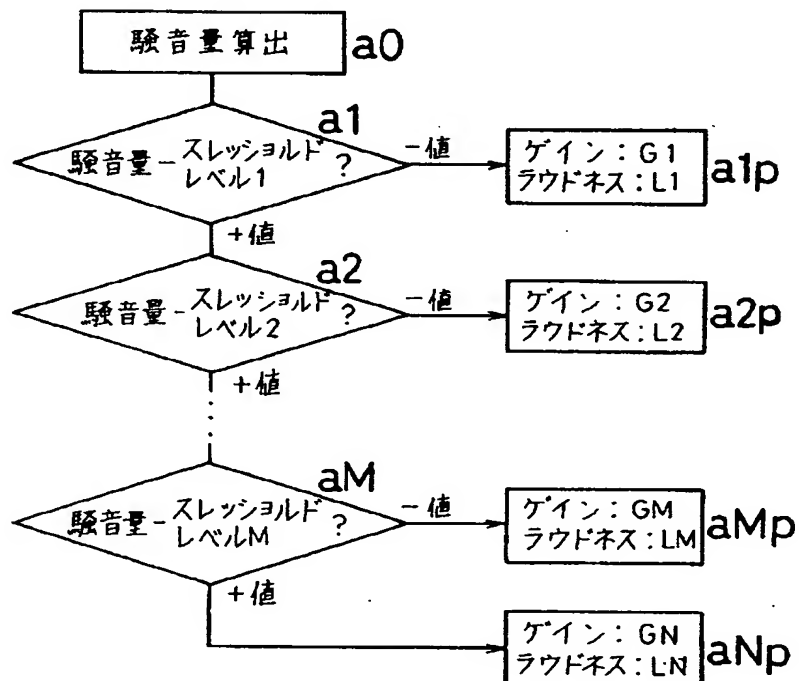 騒音量算出
a0
a1
騒音量-スレッショルド
レベル1
?
-値
ゲイン:G1
ラウドネス:L1
a1p
+値
a2
騒音量-スレッショルド
レベル2
?
-値
ゲイン:G2
ラウドネス:L2
a2p
+値
aM
騒音量-スレッショルド
レベルM
?
-値
ゲイン:GM
ラウドネス:LM
aMp
+値
ゲイン:GN
ラウドネス:LN
aNp